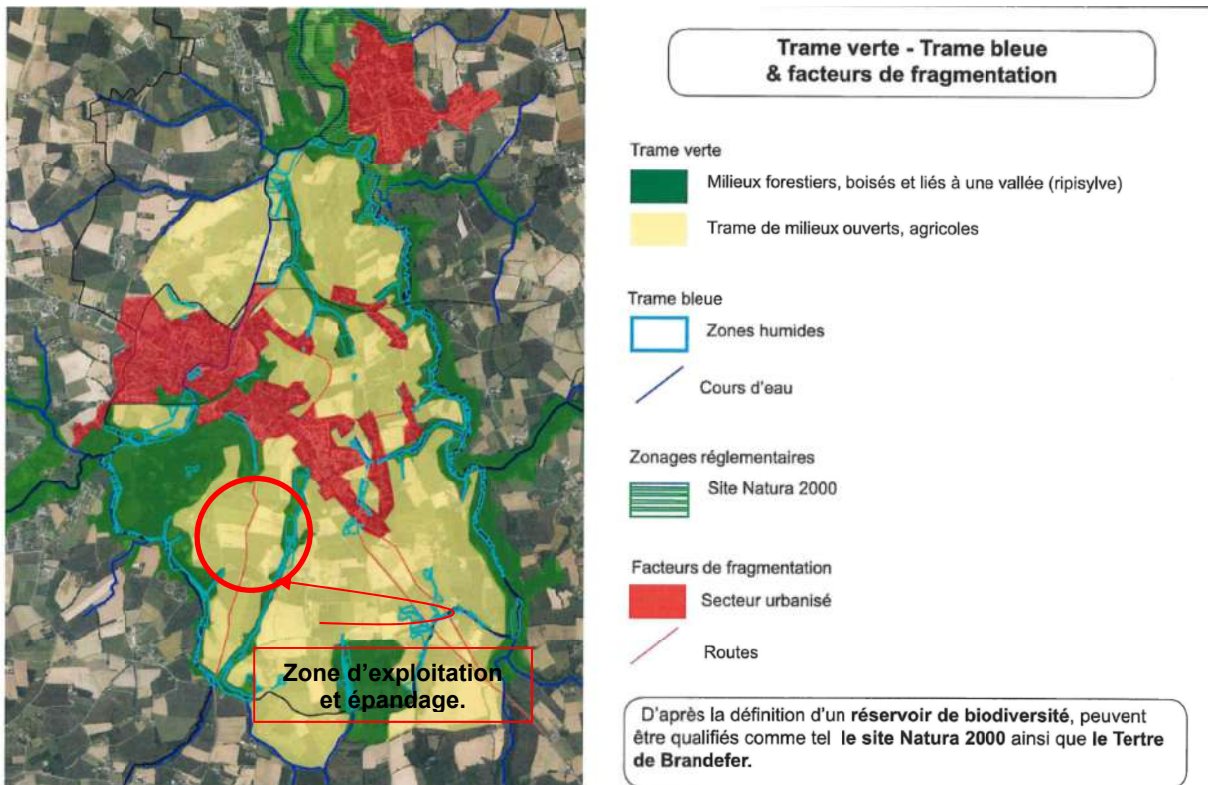 Trame verte - Trame bleue
& facteurs de fragmentation
Trame verte
Milieux forestiers, boisés et liés à une vallée (ripisylve)
Trame de milieux ouverts, agricoles
Trame bleue
Zones humides
Cours d'eau
Zonages réglementaires
Site Natura 2000
Facteurs de fragmentation
Secteur urbanisé
Routes
Zone d'exploitation
et épandage.
D'après la définition d'un réservoir de biodiversité, peuvent
être qualifiés comme tel le site Natura 2000 ainsi que le Tertre
de Brandefer.